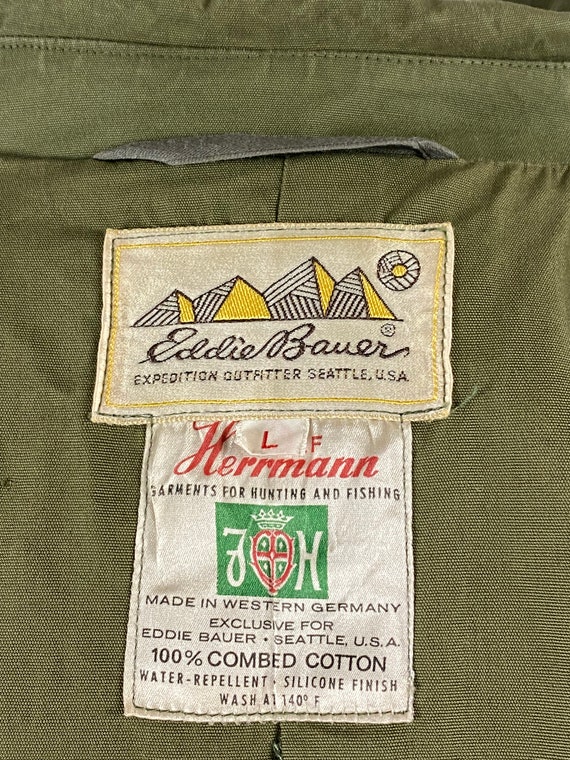 Eddie Bauer®
EXPEDITION OUTFITTER SEATTLE, U.S.A.
L F
Herrmann
GARMENTS FOR HUNTING AND FISHING
J H
MADE IN WESTERN GERMANY
EXCLUSIVE FOR
EDDIE BAUER • SEATTLE, U.S.A.
100% COMBED COTTON
WATER-REPELLENT • SILICONE FINISH
WASH AT 140° F